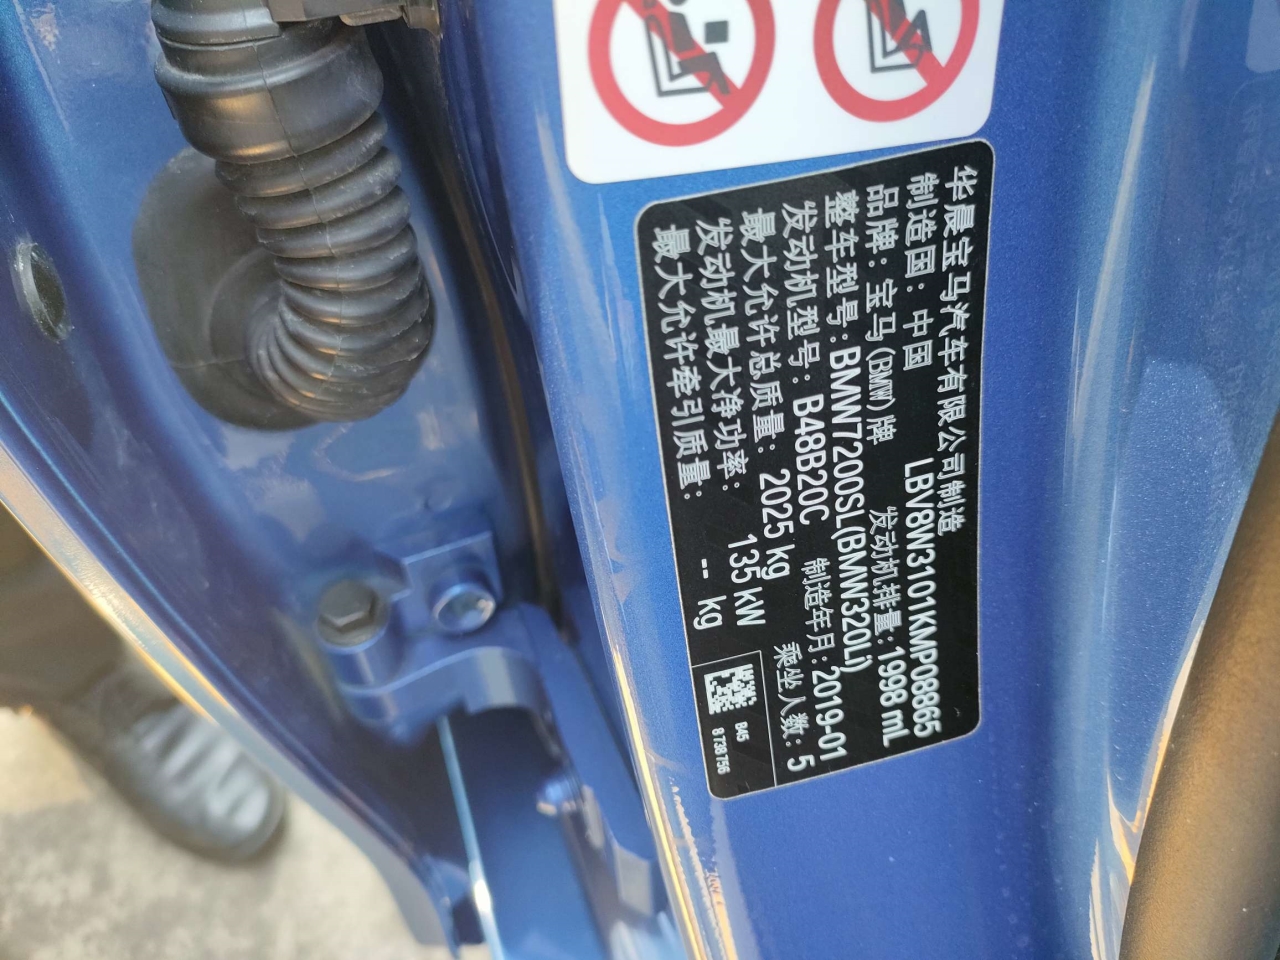 华晨宝马汽车有限公司制造
制造国：中国 LBV8W3101KMP08865
品牌：宝马(BMW)牌 发动机排量：1998 mL
整车型号：BMW7200SL(BMW320Li)
发动机型号：B48B20C 制造年月：2019-01
最大允许总质量：2025 kg 乘坐人数：5
发动机最大净功率：135 kW
最大允许牵引质量：-- kg
B45
8 738 756